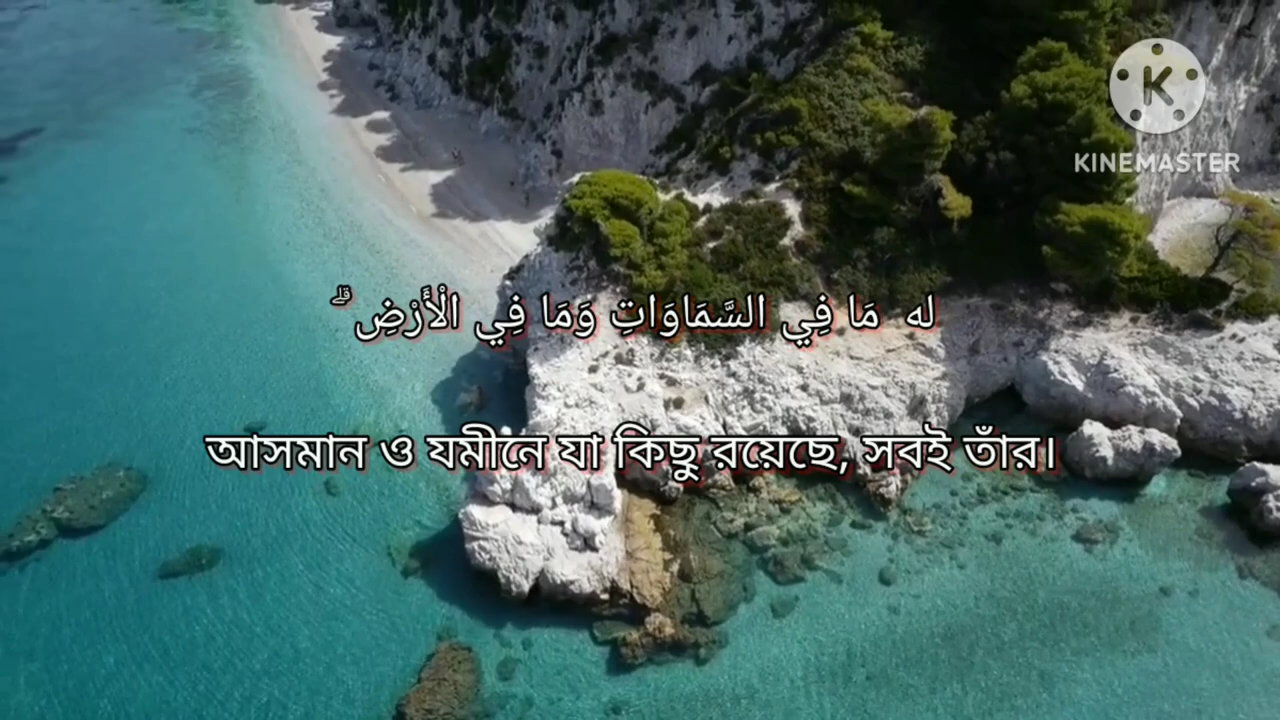 KINEMASTER
له مَا فِي السَّمَاوَاتِ وَمَا فِي الْأَرْضِ ۗ
আসমান ও যমীনে যা কিছু রয়েছে, সবই তাঁর।